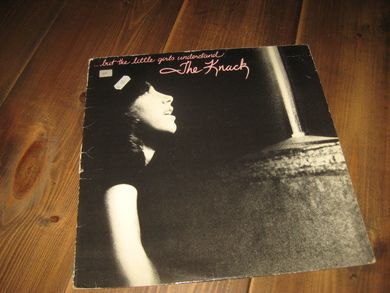 ...but the little girls understand
The Knack